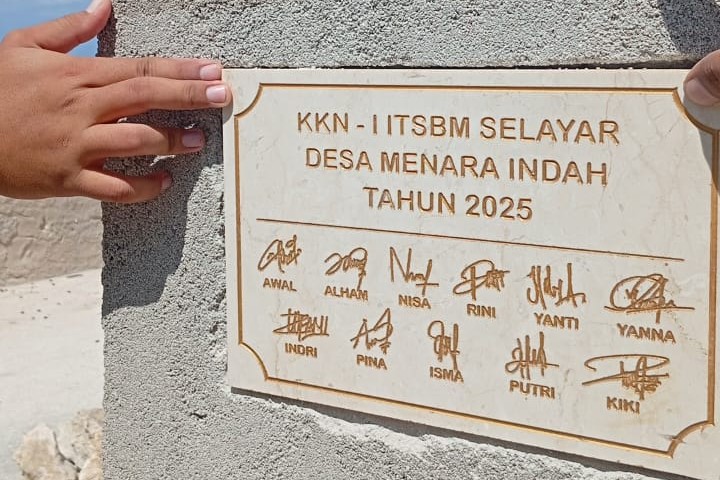 KKN - I ITSBM SELAYAR
DESA MENARA INDAH
TAHUN 2025
AWAL ALHAM NISA RINI YANTI YANNA
INDRI PINA ISMA PUTRI KIKI